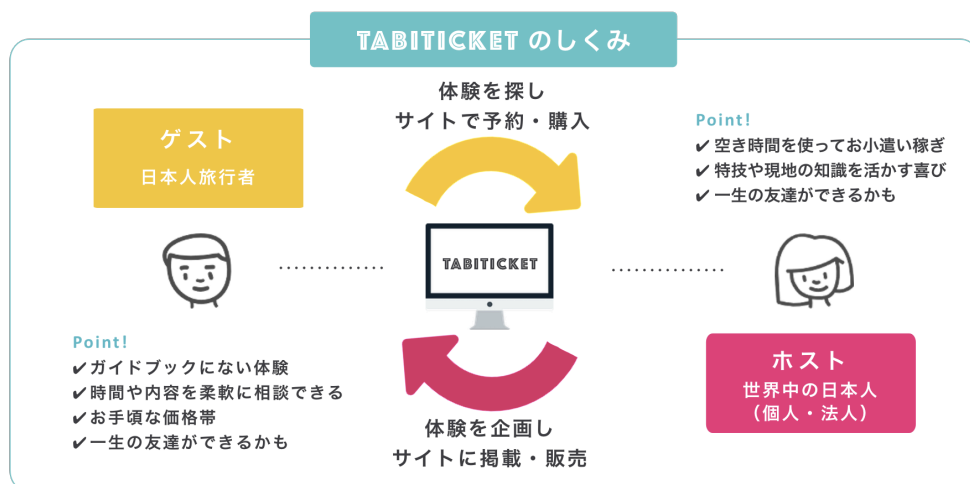 TABITICKET のしくみ
体験を探し
サイトで予約・購入
ゲスト
日本人旅行者
Point!
✔ 空き時間を使ってお小遣い稼ぎ
✔ 特技や現地の知識を活かす喜び
✔ 一生の友達ができるかも
TABITICKET
Point!
✔ ガイドブックにない体験
✔ 時間や内容を柔軟に相談できる
✔ お手頃な価格帯
✔ 一生の友達ができるかも
ホスト
世界中の日本人
（個人・法人）
体験を企画し
サイトに掲載・販売